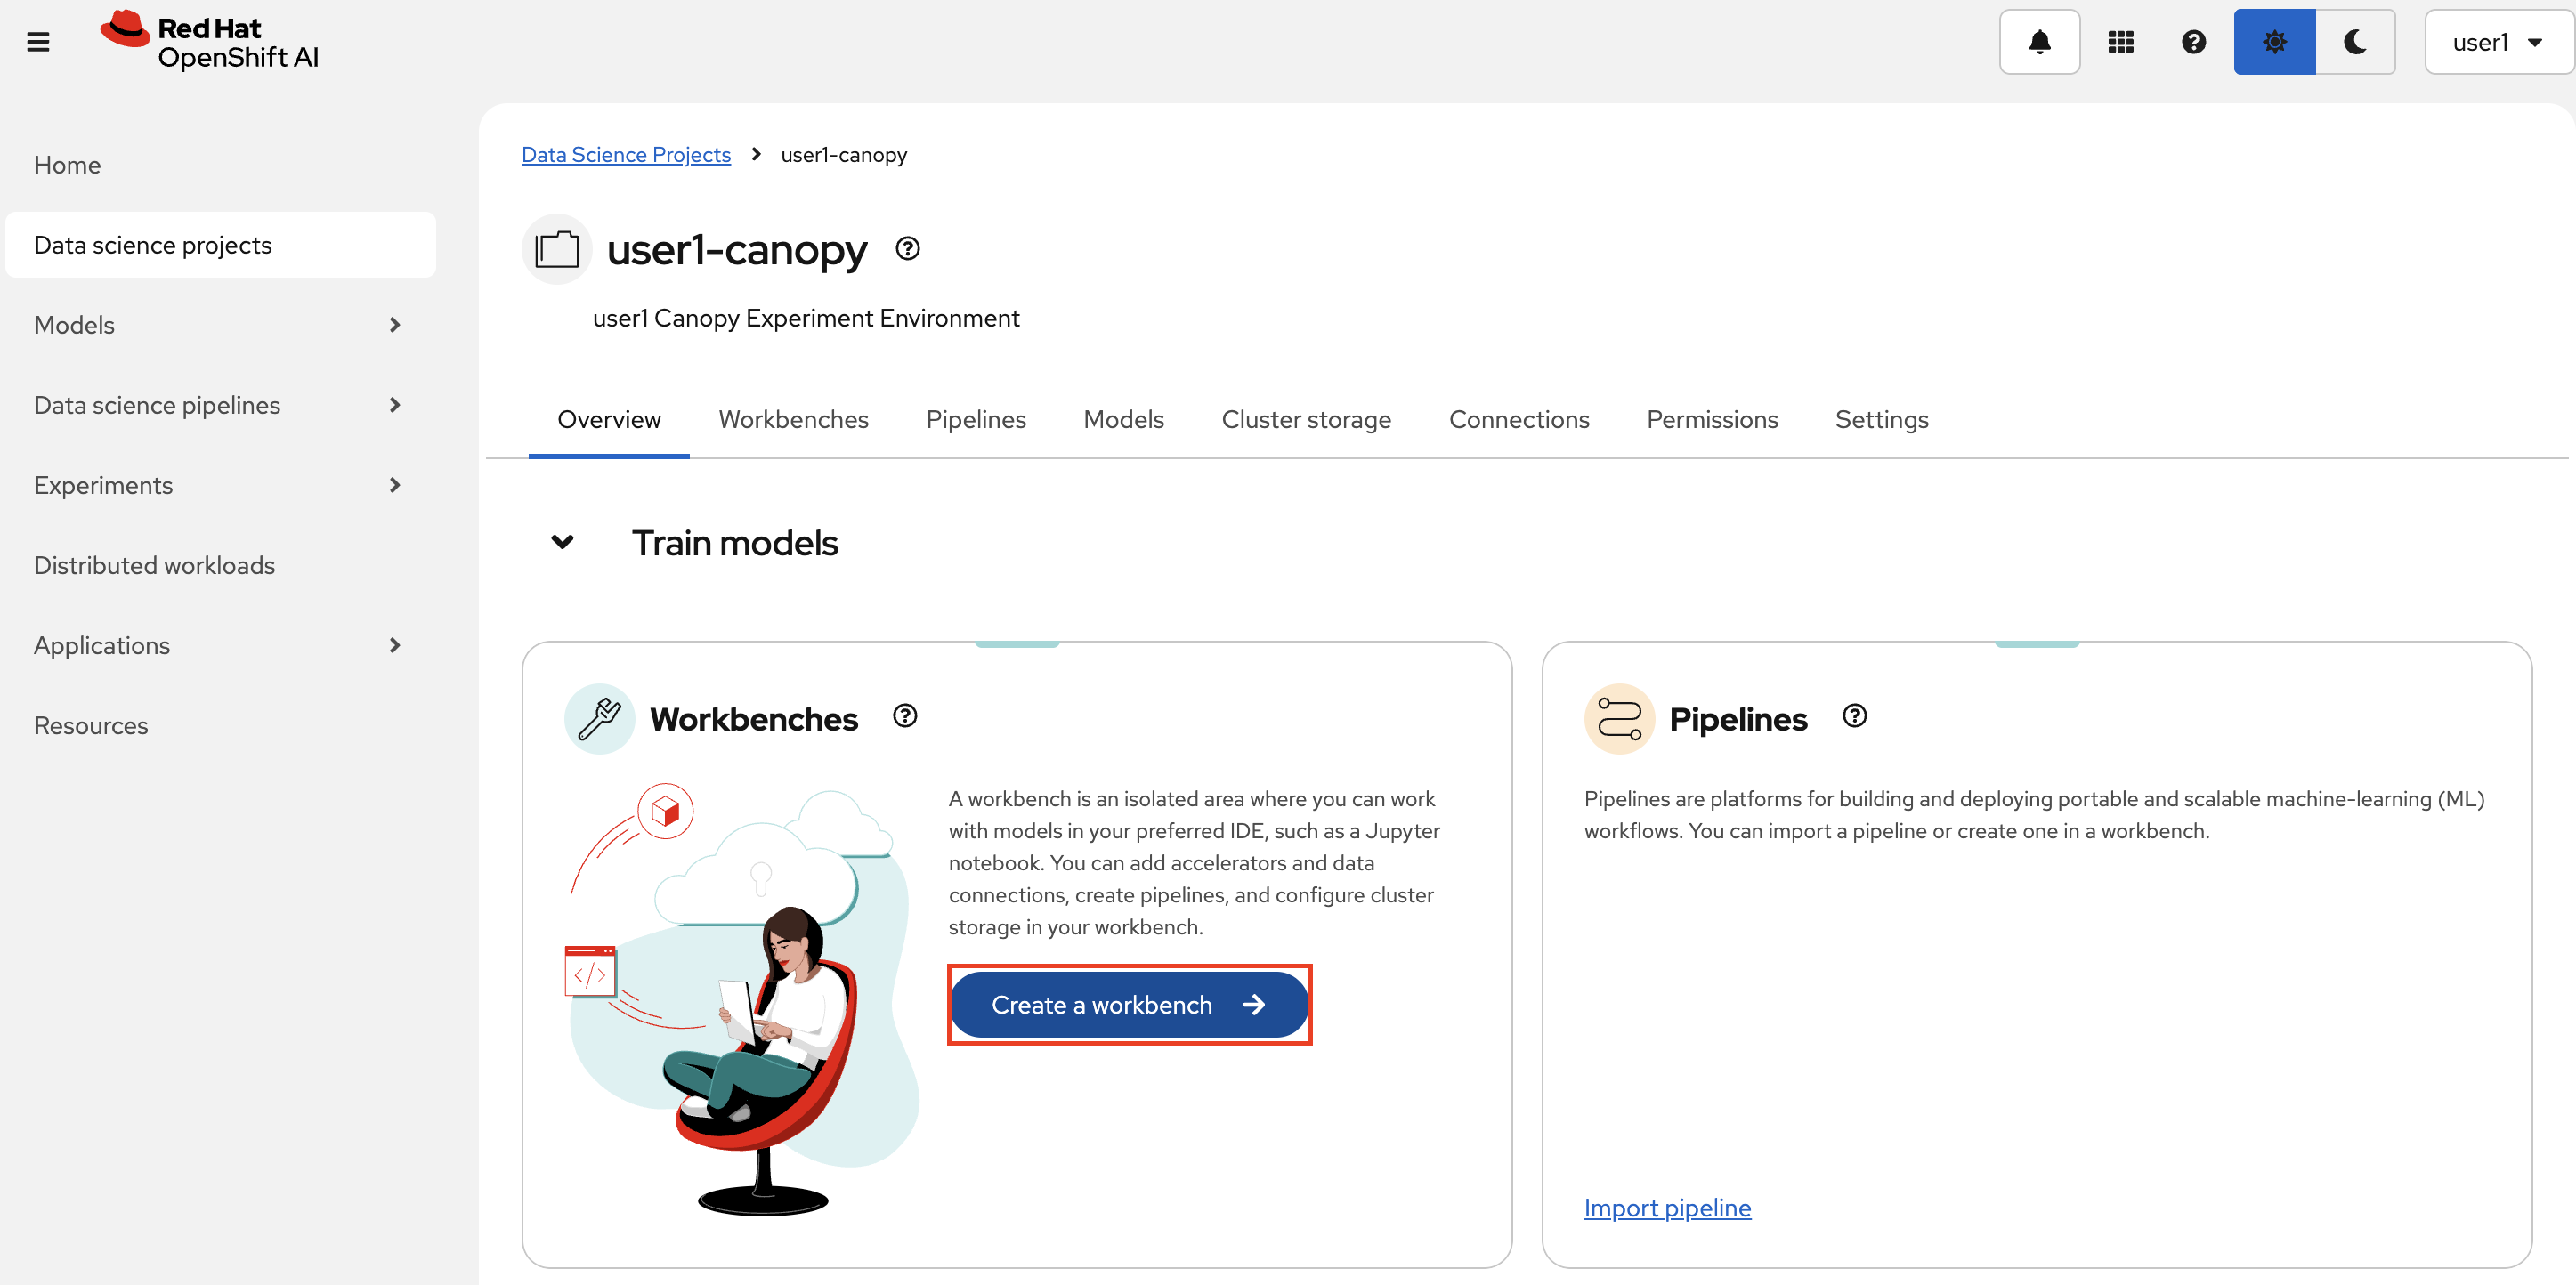 Red Hat
OpenShift AI
user1
Home
Data science projects
Models
Data science pipelines
Experiments
Distributed workloads
Applications
Resources
Data Science Projects > user1-canopy
user1-canopy
user1 Canopy Experiment Environment
Overview Workbenches Pipelines Models Cluster storage Connections Permissions Settings
Train models
Workbenches
A workbench is an isolated area where you can work
with models in your preferred IDE, such as a Jupyter
notebook. You can add accelerators and data
connections, create pipelines, and configure cluster
storage in your workbench.
Create a workbench
</>
Pipelines
Pipelines are platforms for building and deploying portable and scalable machine-learning (ML)
workflows. You can import a pipeline or create one in a workbench.
Import pipeline